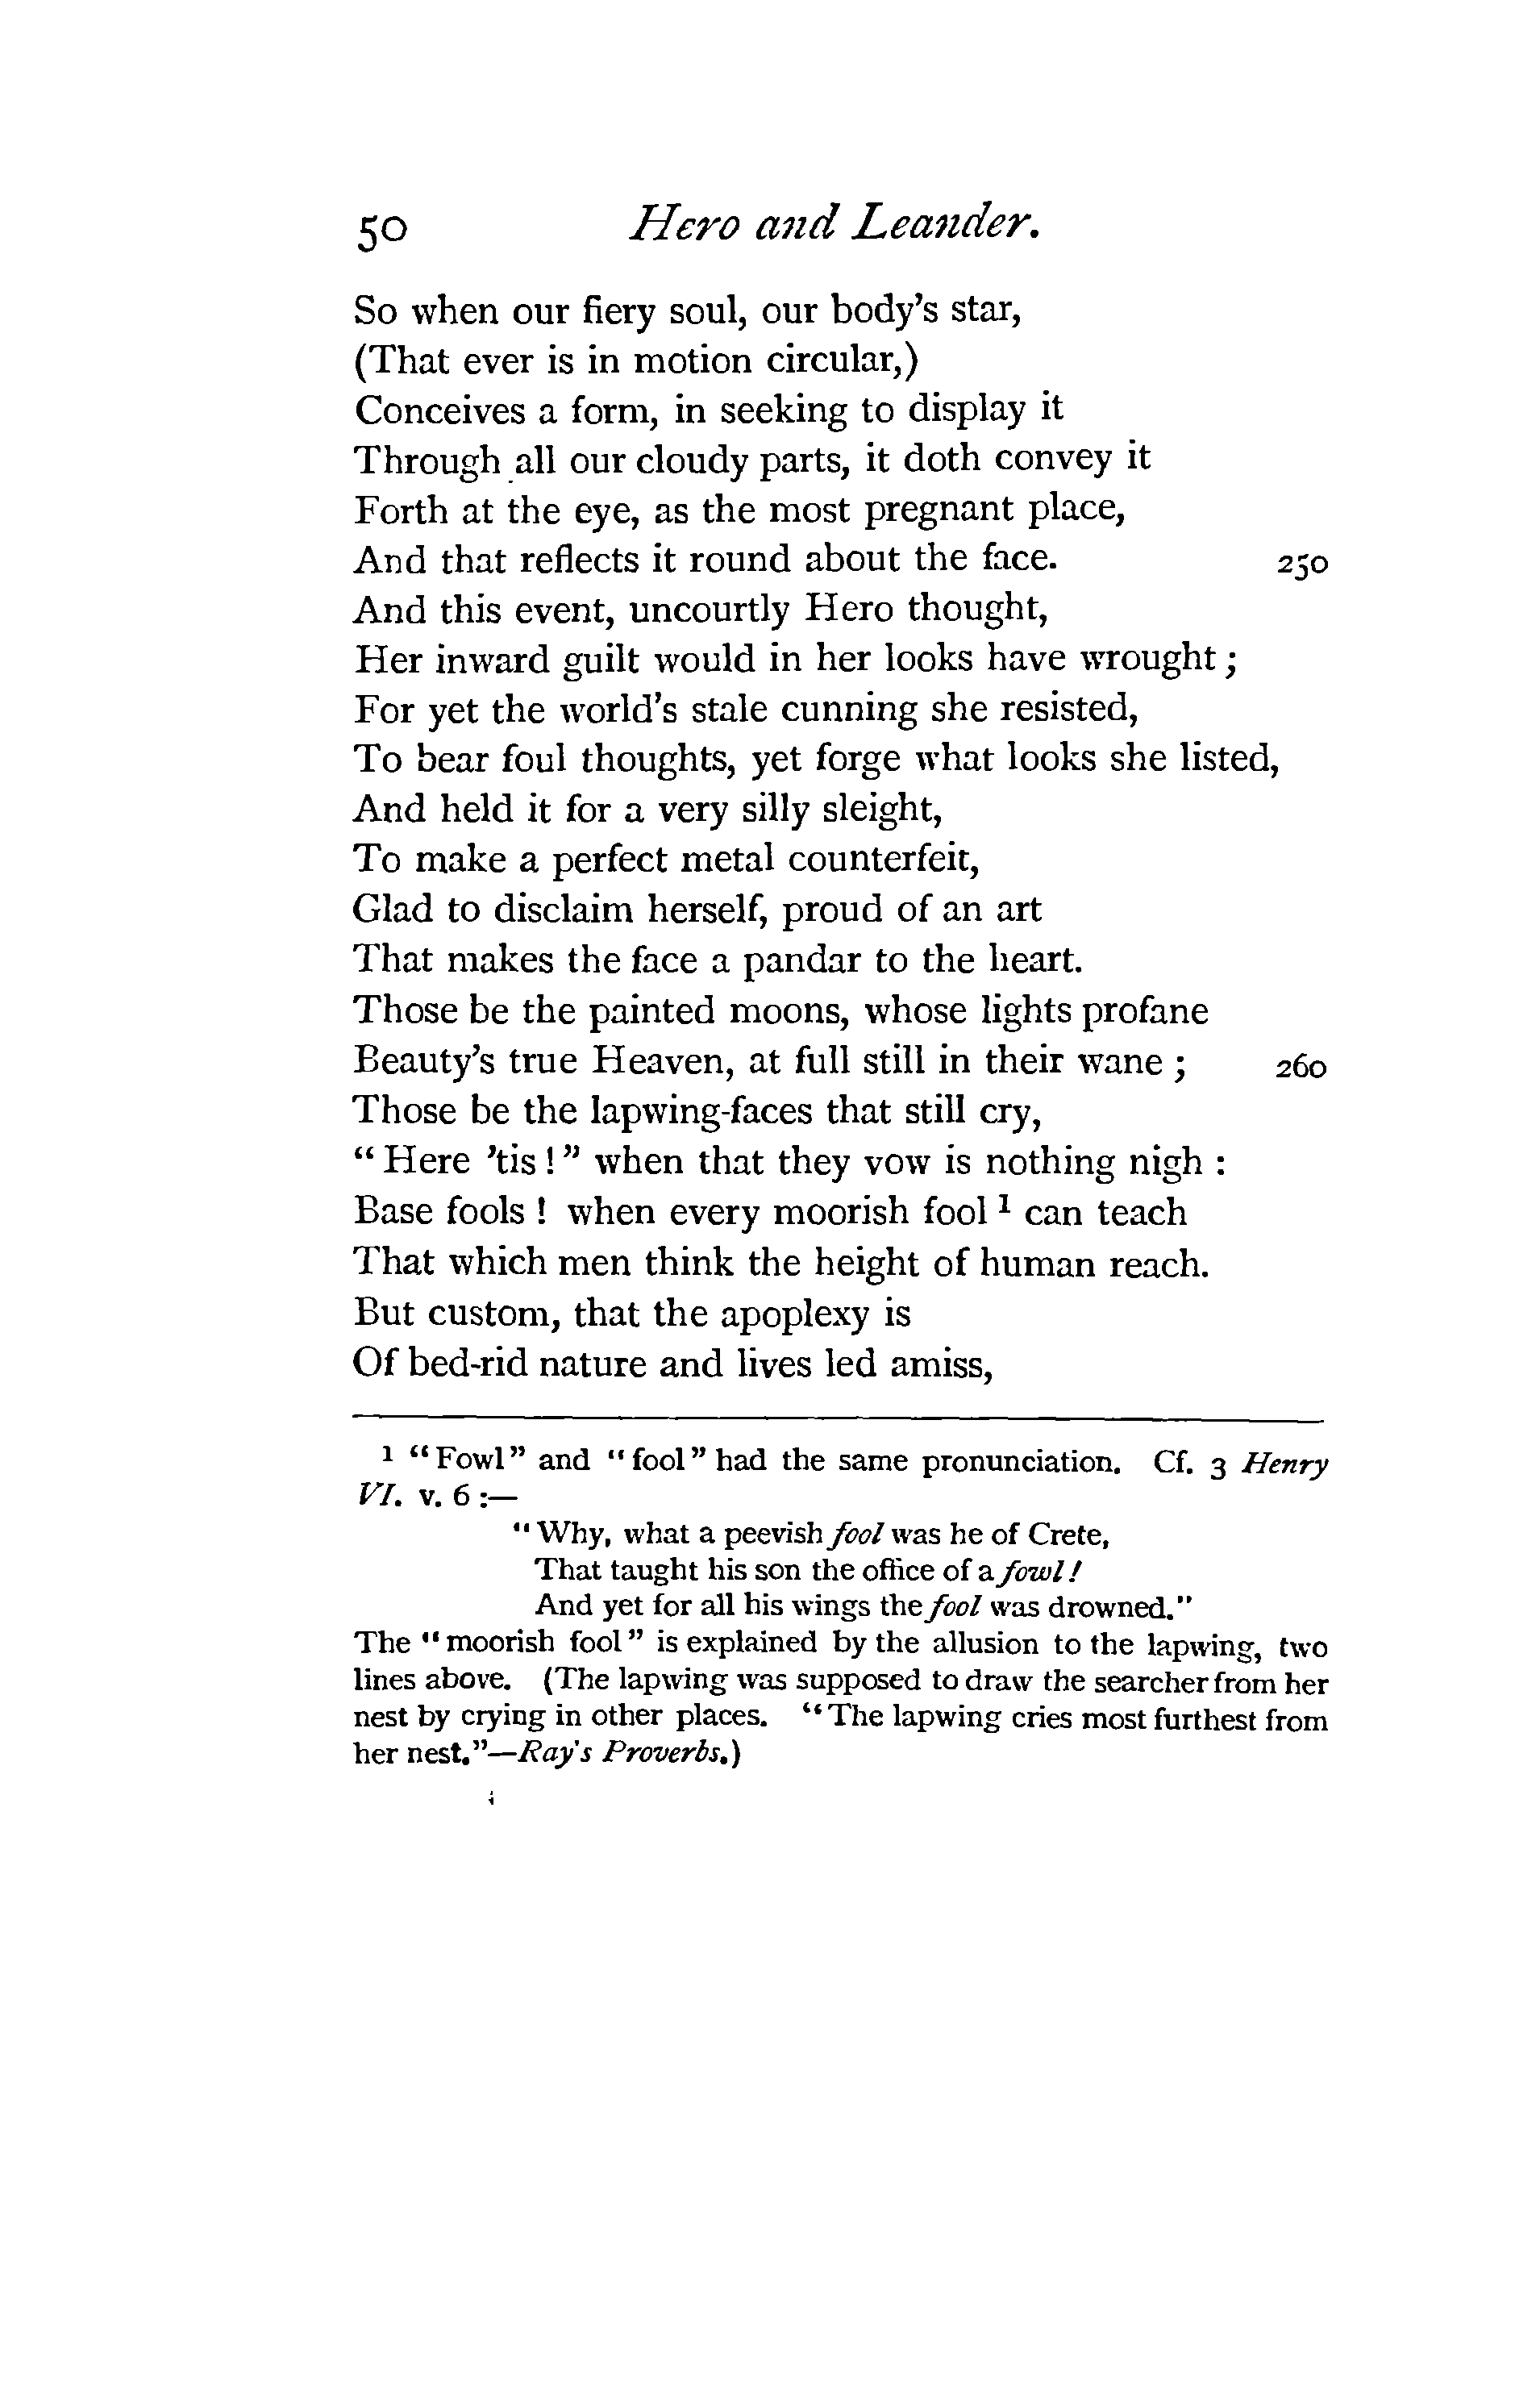 50 Hero and Leander.
So when our fiery soul, our body's star,
(That ever is in motion circular,)
Conceives a form, in seeking to display it
Through all our cloudy parts, it doth convey it
Forth at the eye, as the most pregnant place,
And that reflects it round about the face. 250
And this event, uncourtly Hero thought,
Her inward guilt would in her looks have wrought ;
For yet the world's stale cunning she resisted,
To bear foul thoughts, yet forge what looks she listed,
And held it for a very silly sleight,
To make a perfect metal counterfeit,
Glad to disclaim herself, proud of an art
That makes the face a pandar to the heart.
Those be the painted moons, whose lights profane
Beauty's true Heaven, at full still in their wane ; 260
Those be the lapwing-faces that still cry,
“ Here 'tis ! ” when that they vow is nothing nigh :
Base fools ! when every moorish fool 1 can teach
That which men think the height of human reach.
But custom, that the apoplexy is
Of bed-rid nature and lives led amiss,
1 “Fowl” and “fool” had the same pronunciation. Cf. 3 Henry
VI. v. 6 :—
“Why, what a peevish fool was he of Crete,
That taught his son the office of a fowl !
And yet for all his wings the fool was drowned.”
The “moorish fool” is explained by the allusion to the lapwing, two
lines above. (The lapwing was supposed to draw the searcher from her
nest by crying in other places. “The lapwing cries most furthest from
her nest.”—Ray's Proverbs.)